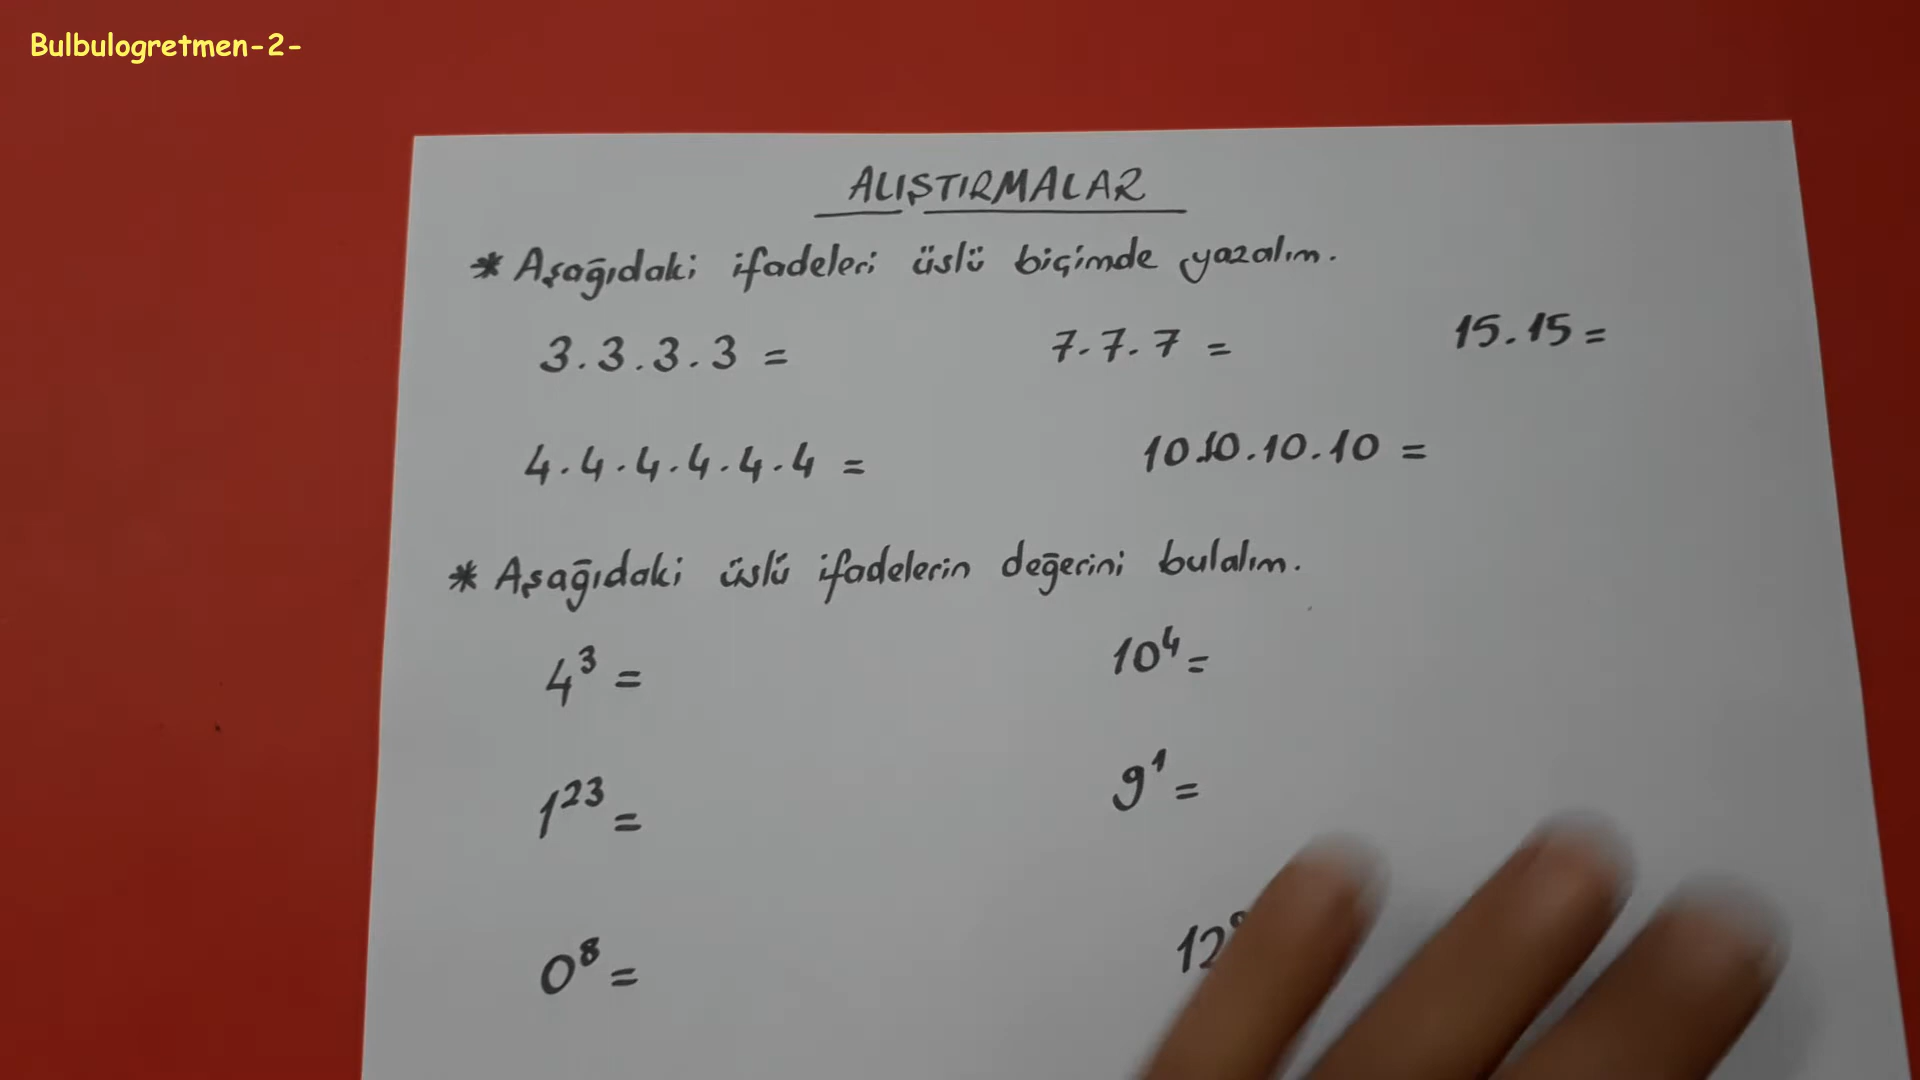 Bulbulogretmen-2-
ALIŞTIRMALAR
* Aşağıdaki ifadeleri üslü biçimde yazalım.
3.3.3.3 = 7.7.7 = 15.15 =
4.4.4.4.4.4 = 10.10.10.10 =
* Aşağıdaki üslü ifadelerin değerini bulalım.
4³ = 10⁴ =
1²³ = 9¹ =
0⁸ = 12